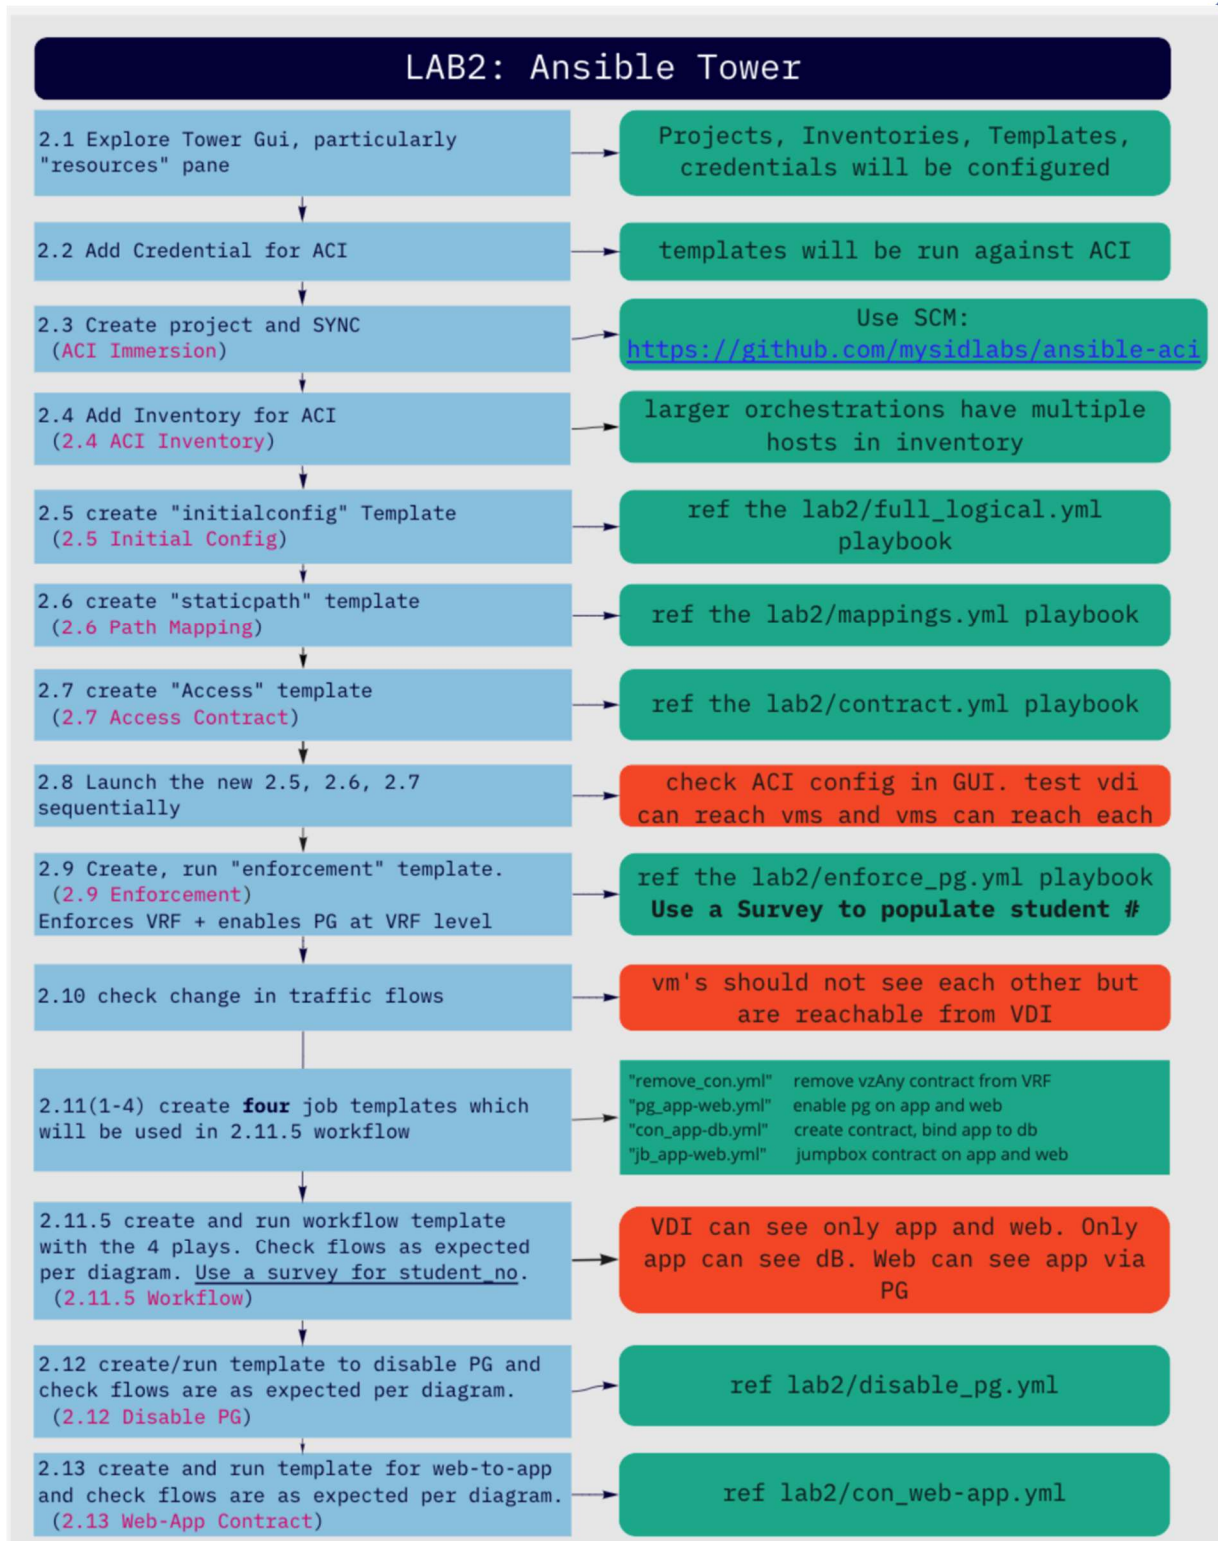 LAB2: Ansible Tower
2.1 Explore Tower Gui, particularly
"resources" pane
Projects, Inventories, Templates,
credentials will be configured
2.2 Add Credential for ACI
templates will be run against ACI
2.3 Create project and SYNC
(ACI Immersion)
Use SCM:
https://github.com/mysidlabs/ansible-aci
2.4 Add Inventory for ACI
(2.4 ACI Inventory)
larger orchestrations have multiple
hosts in inventory
2.5 create "initialconfig" Template
(2.5 Initial Config)
ref the lab2/full_logical.yml
playbook
2.6 create "staticpath" template
(2.6 Path Mapping)
ref the lab2/mappings.yml playbook
2.7 create "Access" template
(2.7 Access Contract)
ref the lab2/contract.yml playbook
2.8 Launch the new 2.5, 2.6, 2.7
sequentially
check ACI config in GUI. test vdi
can reach vms and vms can reach each
2.9 Create, run "enforcement" template.
(2.9 Enforcement)
Enforces VRF + enables PG at VRF level
ref the lab2/enforce_pg.yml playbook
Use a Survey to populate student #
2.10 check change in traffic flows
vm's should not see each other but
are reachable from VDI
2.11(1-4) create four job templates which
will be used in 2.11.5 workflow
"remove_con.yml" remove vzAny contract from VRF
"pg_app-web.yml" enable pg on app and web
"con_app-db.yml" create contract, bind app to db
"jb_app-web.yml" jumpbox contract on app and web
2.11.5 create and run workflow template
with the 4 plays. Check flows as expected
per diagram. Use a survey for student_no.
(2.11.5 Workflow)
VDI can see only app and web. Only
app can see dB. Web can see app via
PG
2.12 create/run template to disable PG and
check flows are as expected per diagram.
(2.12 Disable PG)
ref lab2/disable_pg.yml
2.13 create and run template for web-to-app
and check flows are as expected per diagram.
(2.13 Web-App Contract)
ref lab2/con_web-app.yml